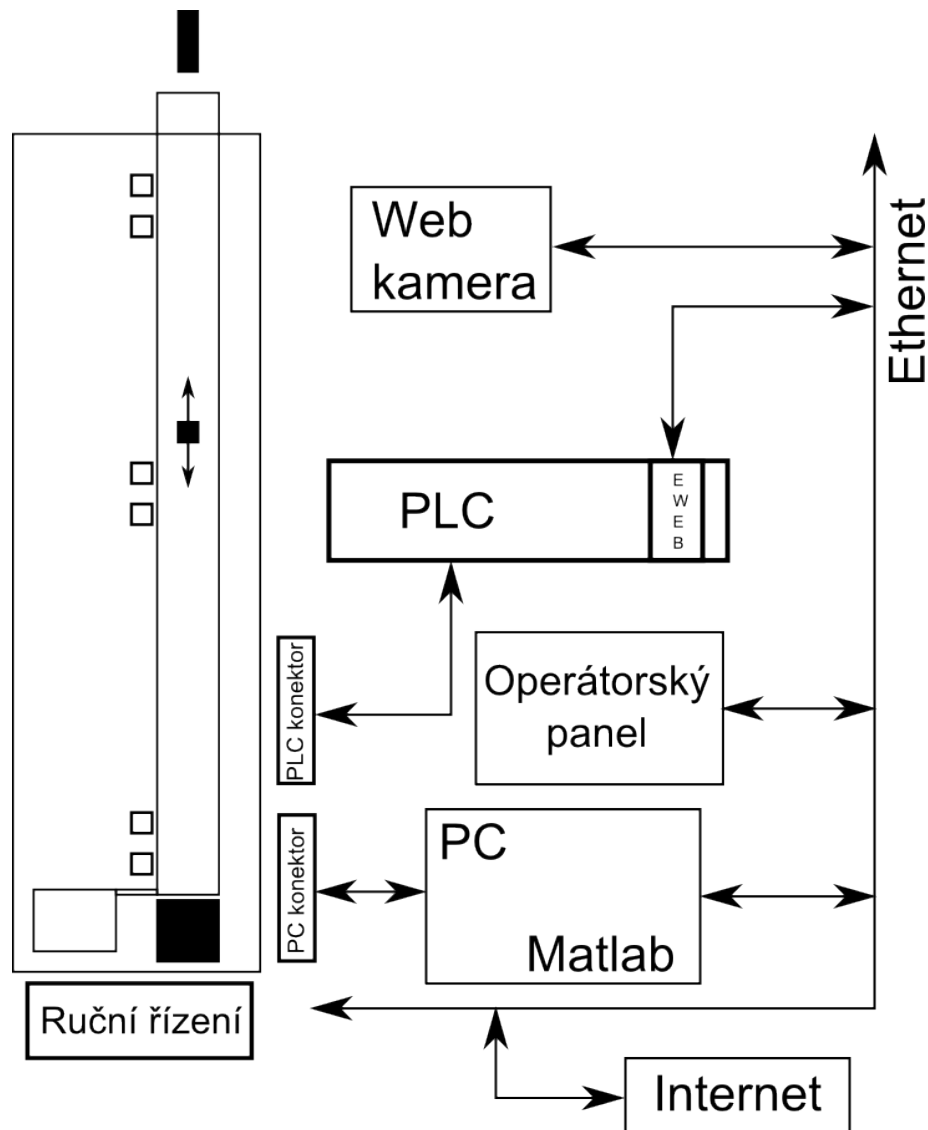 Web
kamera
Ethernet
PLC
E
W
E
B
PLC konektor
Operátorský
panel
PC konektor
PC
Matlab
Ruční řízení
Internet